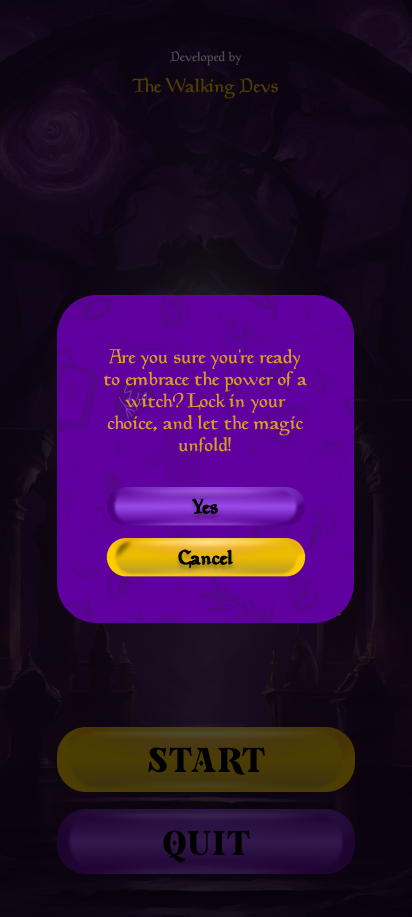 Developed by
The Walking Devs
Are you sure you're ready
to embrace the power of a
witch? Lock in your
choice, and let the magic
unfold!
Yes
Cancel
START
QUIT